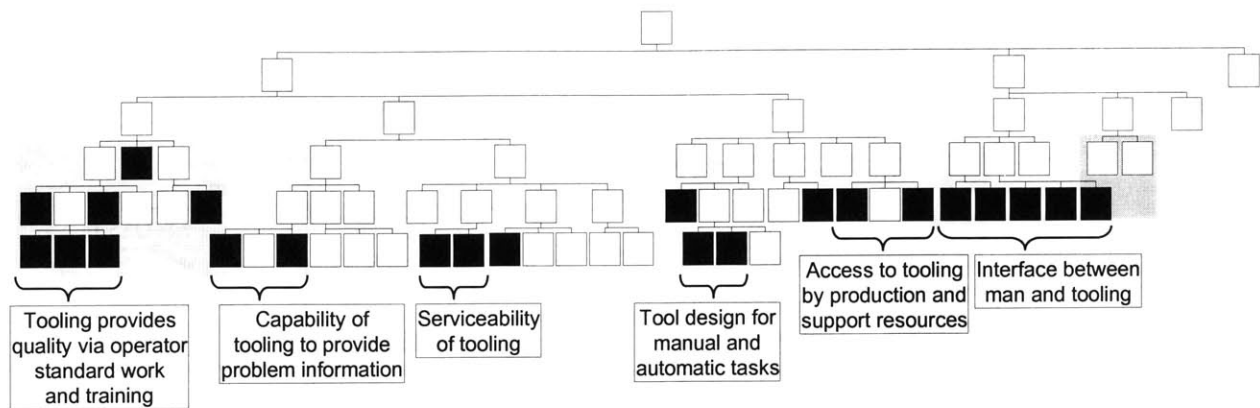 Tooling provides
quality via operator
standard work
and training
Capability of
tooling to provide
problem information
Serviceability
of tooling
Tool design for
manual and
automatic tasks
Access to tooling
by production and
support resources
Interface between
man and tooling